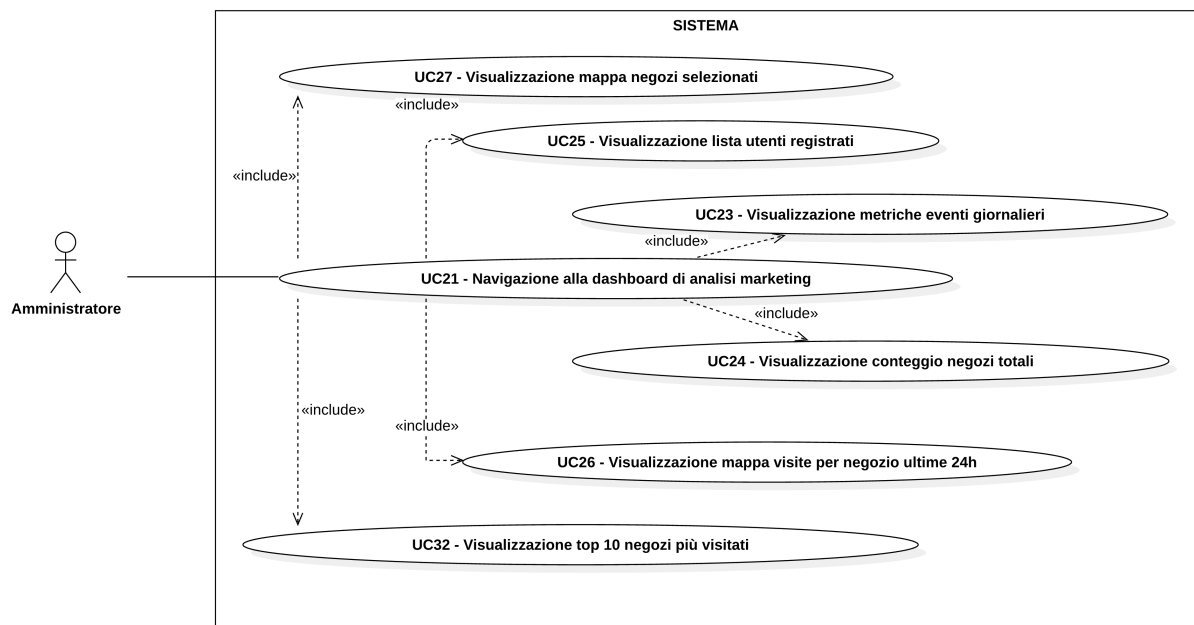 SISTEMA
UC27 - Visualizzazione mappa negozi selezionati
«include»
UC25 - Visualizzazione lista utenti registrati
«include»
UC23 - Visualizzazione metriche eventi giornalieri
«include»
UC21 - Navigazione alla dashboard di analisi marketing
Amministratore
«include»
UC24 - Visualizzazione conteggio negozi totali
«include»
«include»
UC26 - Visualizzazione mappa visite per negozio ultime 24h
UC32 - Visualizzazione top 10 negozi più visitati